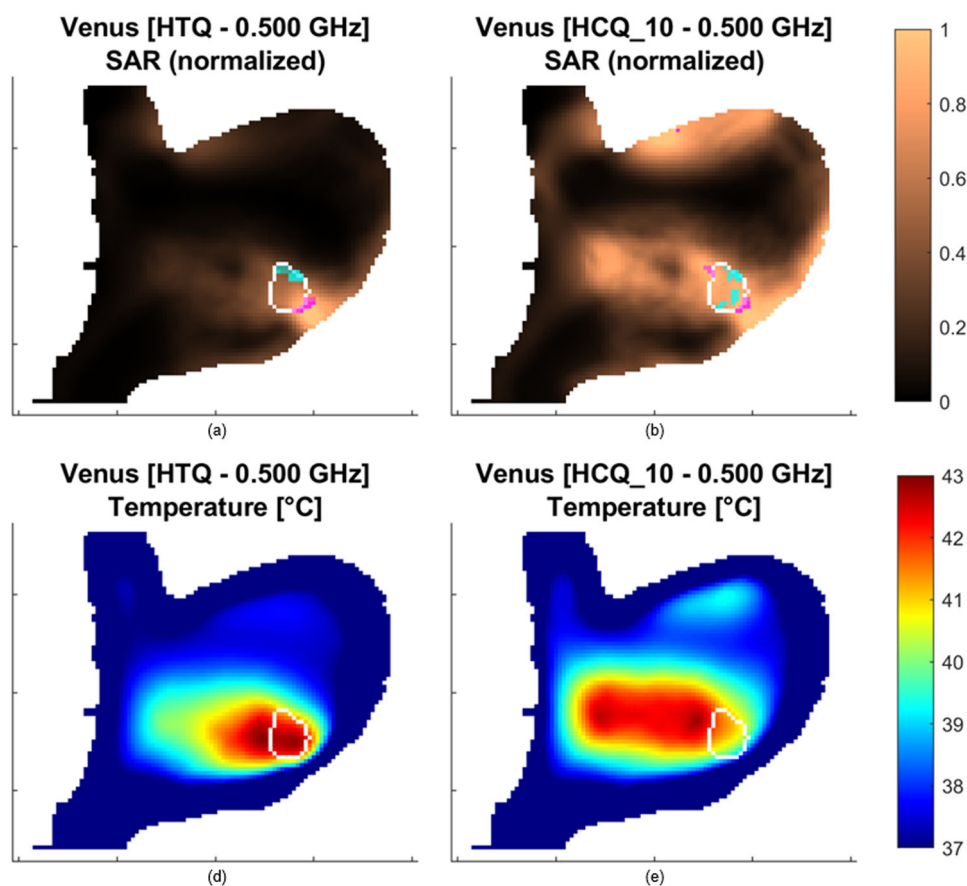 Venus [HTQ - 0.500 GHz]
SAR (normalized)
Venus [HCQ_10 - 0.500 GHz]
SAR (normalized)
1
0.8
0.6
0.4
0.2
0
(a)
(b)
Venus [HTQ - 0.500 GHz]
Temperature [°C]
Venus [HCQ_10 - 0.500 GHz]
Temperature [°C]
43
42
41
40
39
38
37
(d)
(e)